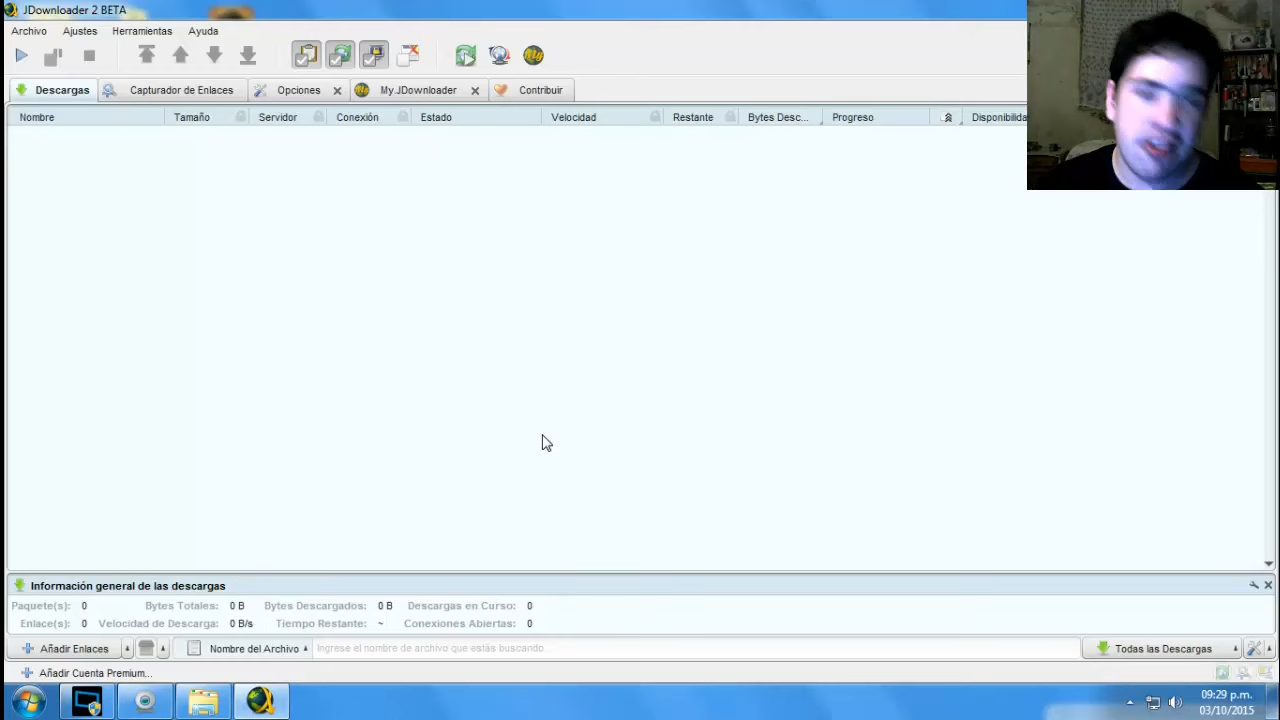 JDownloader 2 BETA
Archivo Ajustes Herramientas Ayuda
Descargas Capturador de Enlaces Opciones My JDownloader Contribuir
Nombre Tamaño Servidor Conexión Estado Velocidad Restante Bytes Desc... Progreso Disponibilida
Información general de las descargas
Paquete(s): 0 Bytes Totales: 0 B Bytes Descargados: 0 B Descargas en Curso: 0
Enlace(s): 0 Velocidad de Descarga: 0 B/s Tiempo Restante: ~ Conexiones Abiertas: 0
Añadir Enlaces Nombre del Archivo Ingrese el nombre de archivo que estás buscando... Todas las Descargas
Añadir Cuenta Premium...
09:29 p.m.
03/10/2015